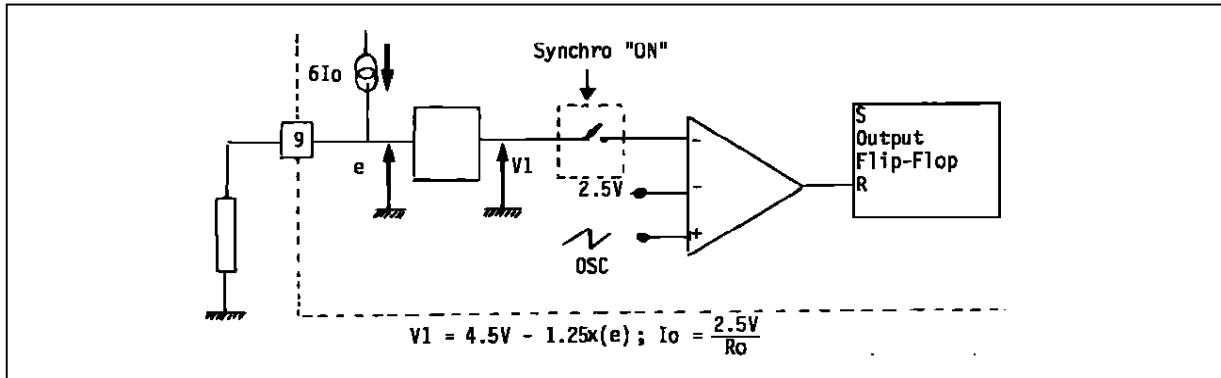 Synchro "ON"
6Io
9
e
V1
2.5V
-
-
+
OSC
S
Output
Flip-Flop
R
V1 = 4.5V - 1.25x(e); Io = 2.5V
Ro